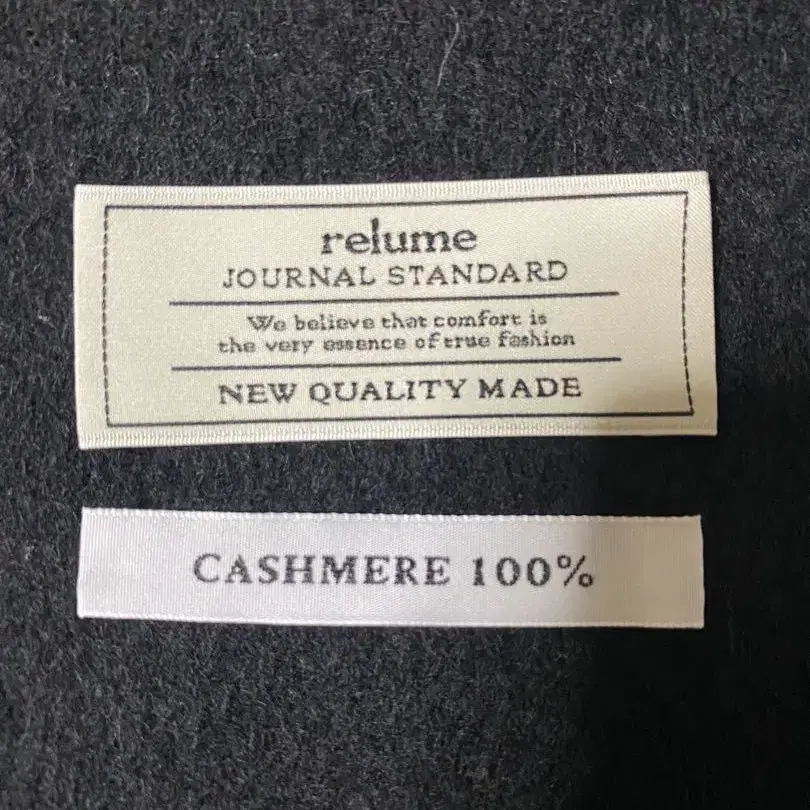 relume
JOURNAL STANDARD
We believe that comfort is
the very essence of true fashion
NEW QUALITY MADE
CASHMERE 100%